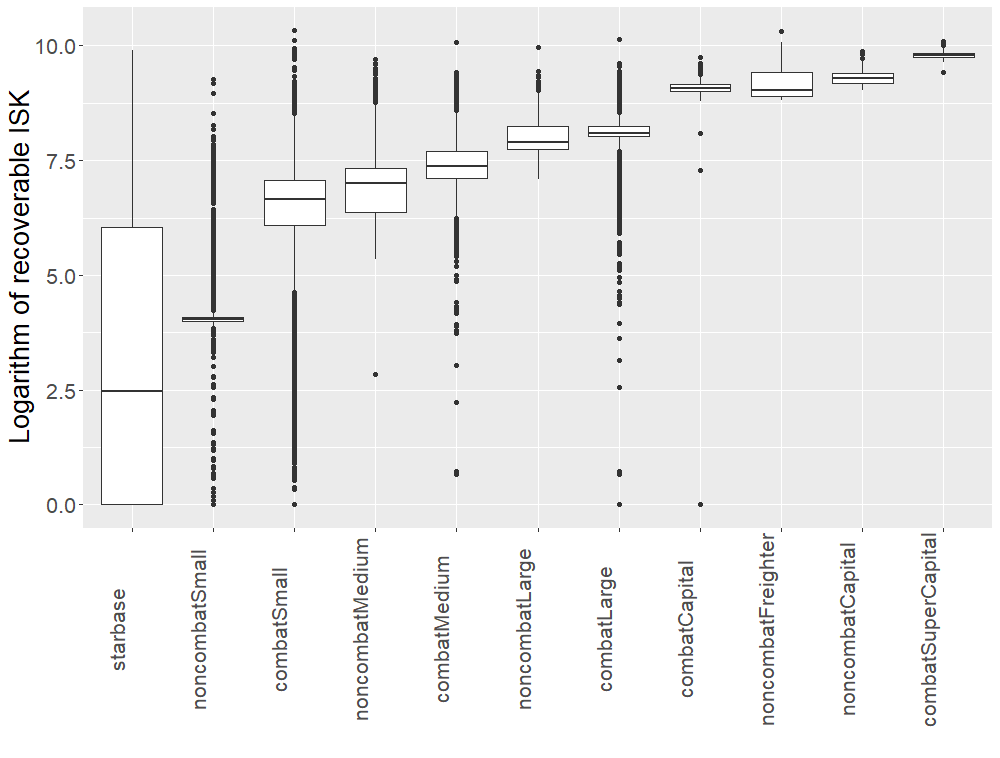 Logarithm of recoverable ISK
10.0
7.5
5.0
2.5
0.0
starbase
noncombatSmall
combatSmall
noncombatMedium
combatMedium
noncombatLarge
combatLarge
combatCapital
noncombatFreighter
noncombatCapital
combatSuperCapital